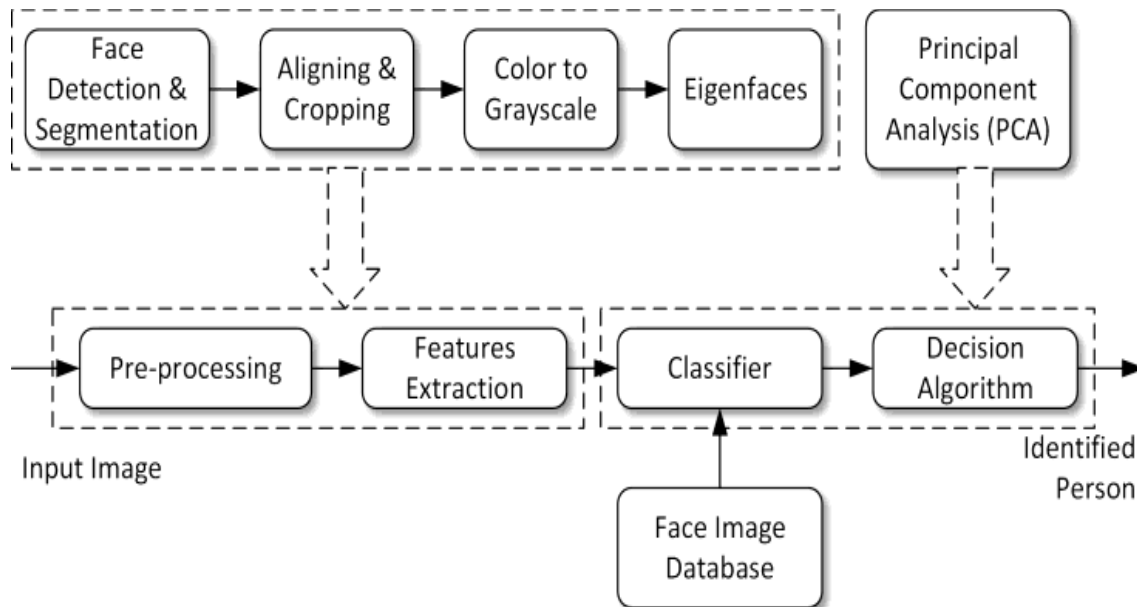 Face
Detection &
Segmentation
Aligning &
Cropping
Color to
Grayscale
Eigenfaces
Principal
Component
Analysis (PCA)
Pre-processing
Features
Extraction
Classifier
Decision
Algorithm
Input Image
Identified
Person
Face Image
Database